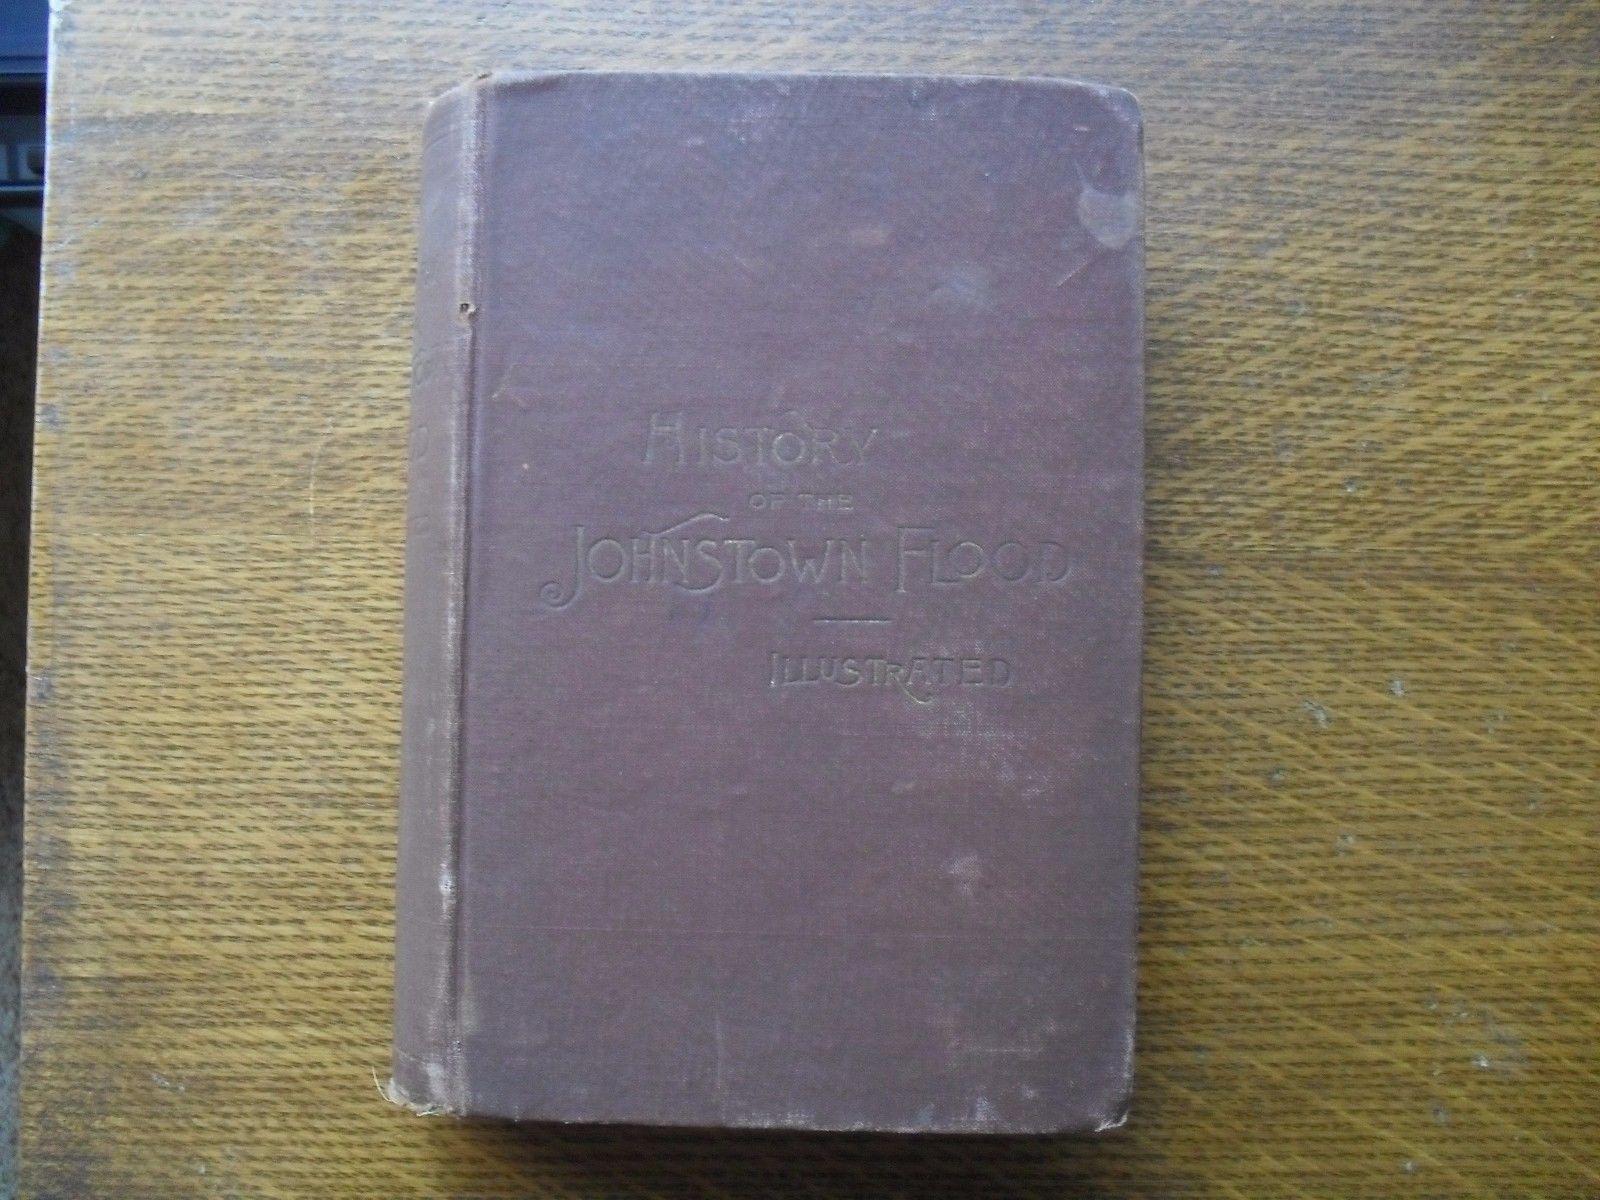 HISTORY
OF THE
JOHNSTOWN FLOOD
ILLUSTRATED